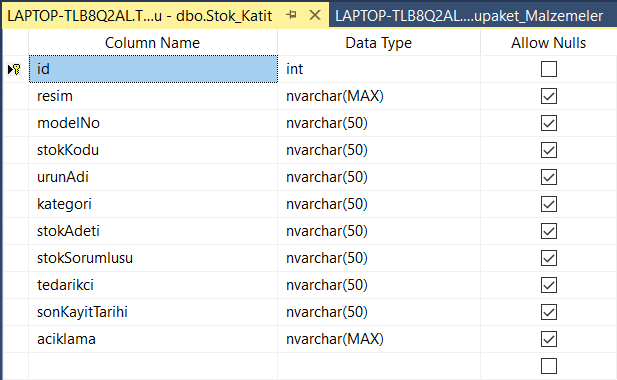 LAPTOP-TLB8Q2AL.T...u - dbo.Stok_Katit LAPTOP-TLB8Q2AL....upaket_Malzemeler
Column Name Data Type Allow Nulls
id int
resim nvarchar(MAX)
modelNo nvarchar(50)
stokKodu nvarchar(50)
urunAdi nvarchar(50)
kategori nvarchar(50)
stokAdeti nvarchar(50)
stokSorumlusu nvarchar(50)
tedarikci nvarchar(50)
sonKayitTarihi nvarchar(50)
aciklama nvarchar(MAX)